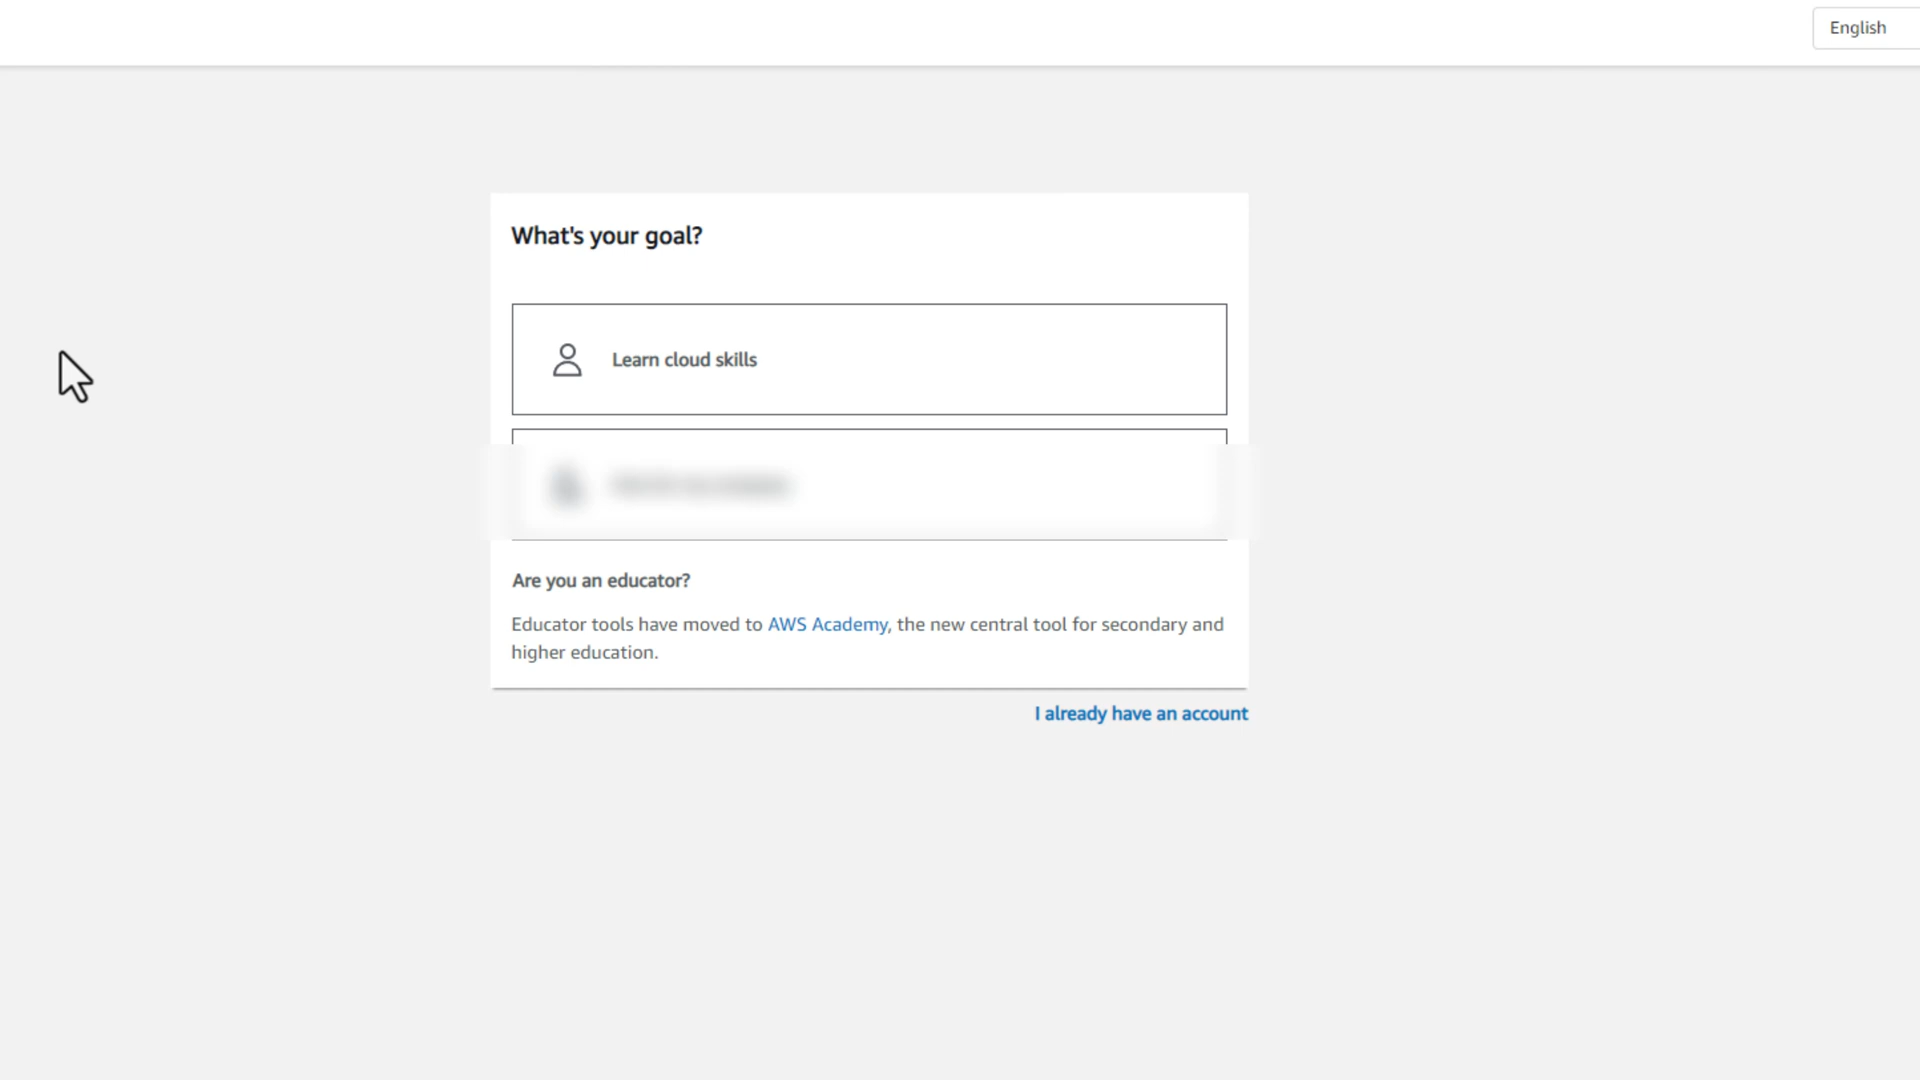 English
What's your goal?
Learn cloud skills
Are you an educator?
Educator tools have moved to AWS Academy, the new central tool for secondary and
higher education.
I already have an account